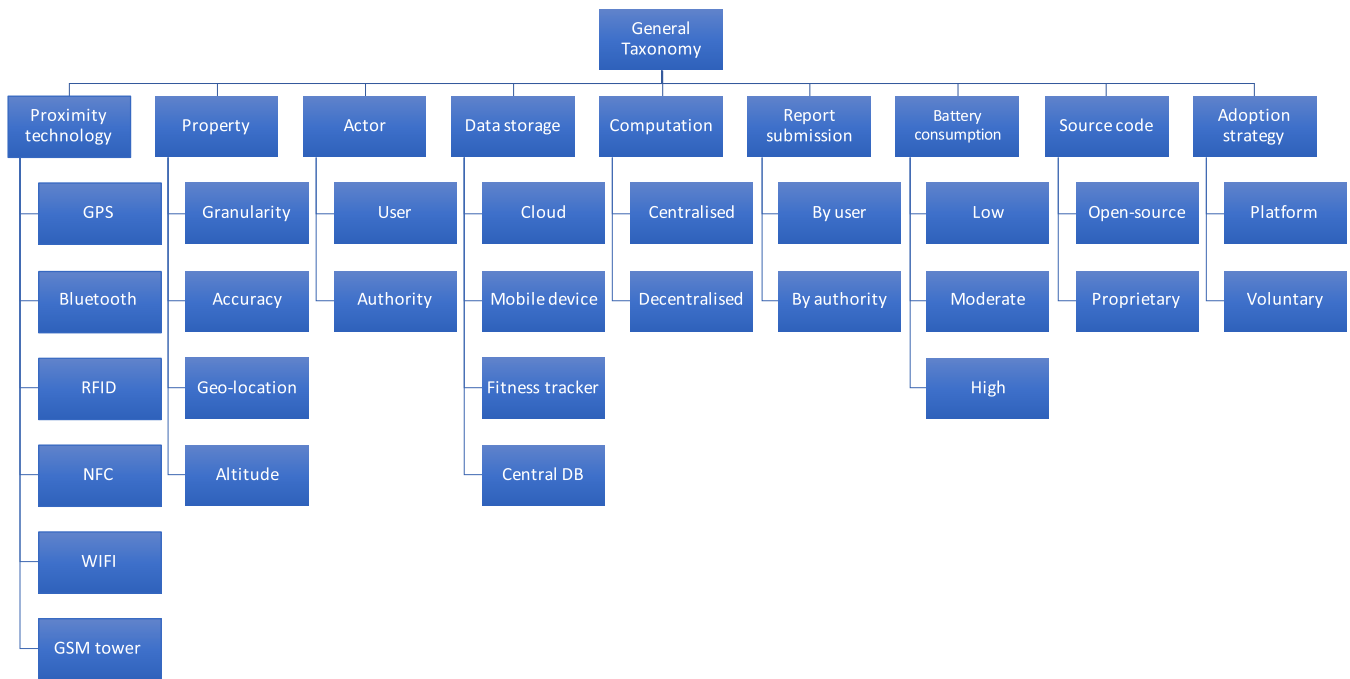 General
Taxonomy
Proximity
technology
Property
Actor
Data storage
Computation
Report
submission
Battery
consumption
Source code
Adoption
strategy
GPS
Granularity
User
Cloud
Centralised
By user
Low
Open-source
Platform
Bluetooth
Accuracy
Authority
Mobile device
Decentralised
By authority
Moderate
Proprietary
Voluntary
RFID
Geo-location
Fitness tracker
High
NFC
Altitude
Central DB
WIFI
GSM tower